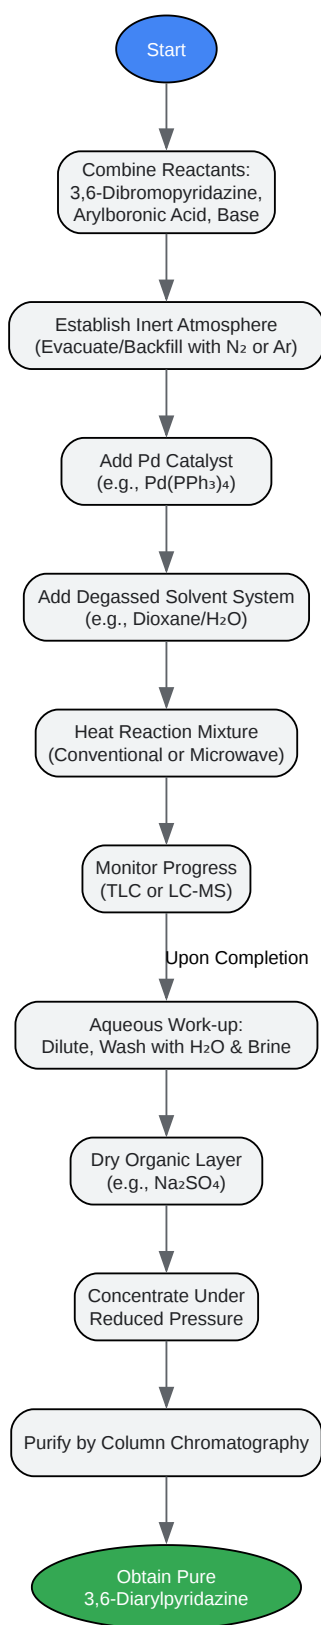 Start
Combine Reactants:
3,6-Dibromopyridazine,
Arylboronic Acid, Base
Establish Inert Atmosphere
(Evacuate/Backfill with N₂ or Ar)
Add Pd Catalyst
(e.g., Pd(PPh₃)₄)
Add Degassed Solvent System
(e.g., Dioxane/H₂O)
Heat Reaction Mixture
(Conventional or Microwave)
Monitor Progress
(TLC or LC-MS)
Upon Completion
Aqueous Work-up:
Dilute, Wash with H₂O & Brine
Dry Organic Layer
(e.g., Na₂SO₄)
Concentrate Under
Reduced Pressure
Purify by Column Chromatography
Obtain Pure
3,6-Diarylpyridazine